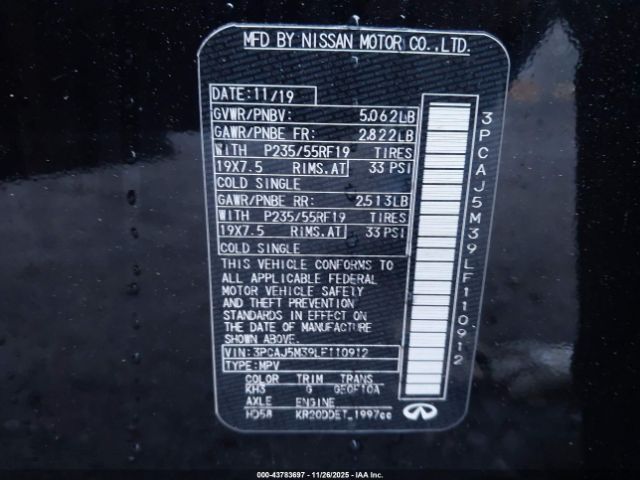 MFD BY NISSAN MOTOR CO.,LTD.
DATE:11/19
GVWR/PNBV: 5.062LB
GAWR/PNBE FR: 2.822LB
WITH P235/55RF19 TIRES
19X7.5 RIMS.AT 33 PSI
COLD SINGLE
GAWR/PNBE RR: 2.513LB
WITH P235/55RF19 TIRES
19X7.5 RIMS.AT 33 PSI
COLD SINGLE
THIS VEHICLE CONFORMS TO
ALL APPLICABLE FEDERAL
MOTOR VEHICLE SAFETY
AND THEFT PREVENTION
STANDARDS IN EFFECT ON
THE DATE OF MANUFACTURE
SHOWN ABOVE.
VIN:3PCAJ5M39LF110912
TYPE:MPV
COLOR TRIM TRANS
KH3 G GE0F10A
AXLE ENGINE
HD58 KR20DDET 1997cc
3PCAJ5M39LF110912
000-43783697 - 11/26/2025 - IAA Inc.